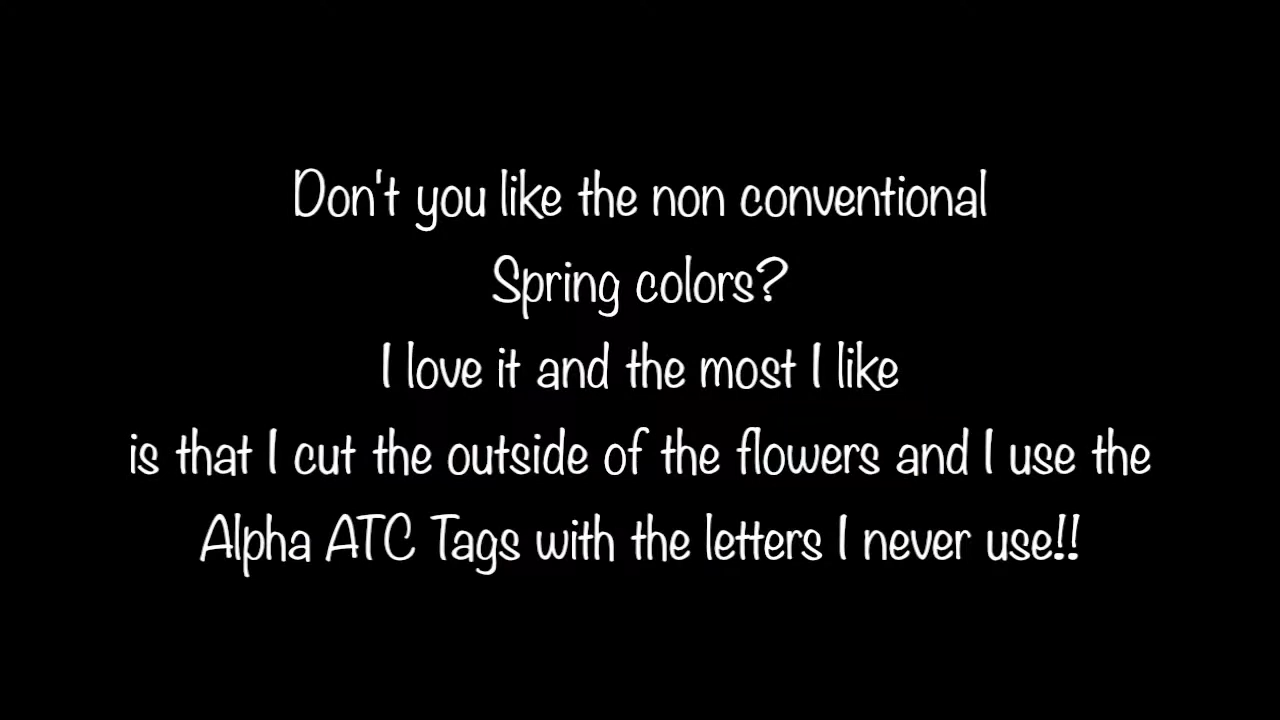 Don't you like the non conventional
Spring colors?
I love it and the most I like
is that I cut the outside of the flowers and I use the
Alpha ATC Tags with the letters I never use!!